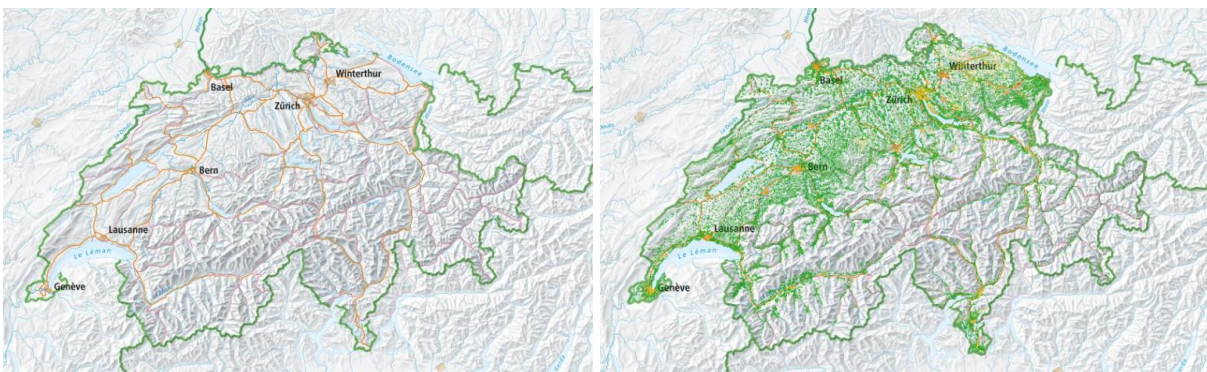 Bodensee
Winterthur
Basel
Zürich
Bern
Lausanne
Le Léman
Genève
Bodensee
Winterthur
Basel
Zürich
Bern
Lausanne
Le Léman
Genève